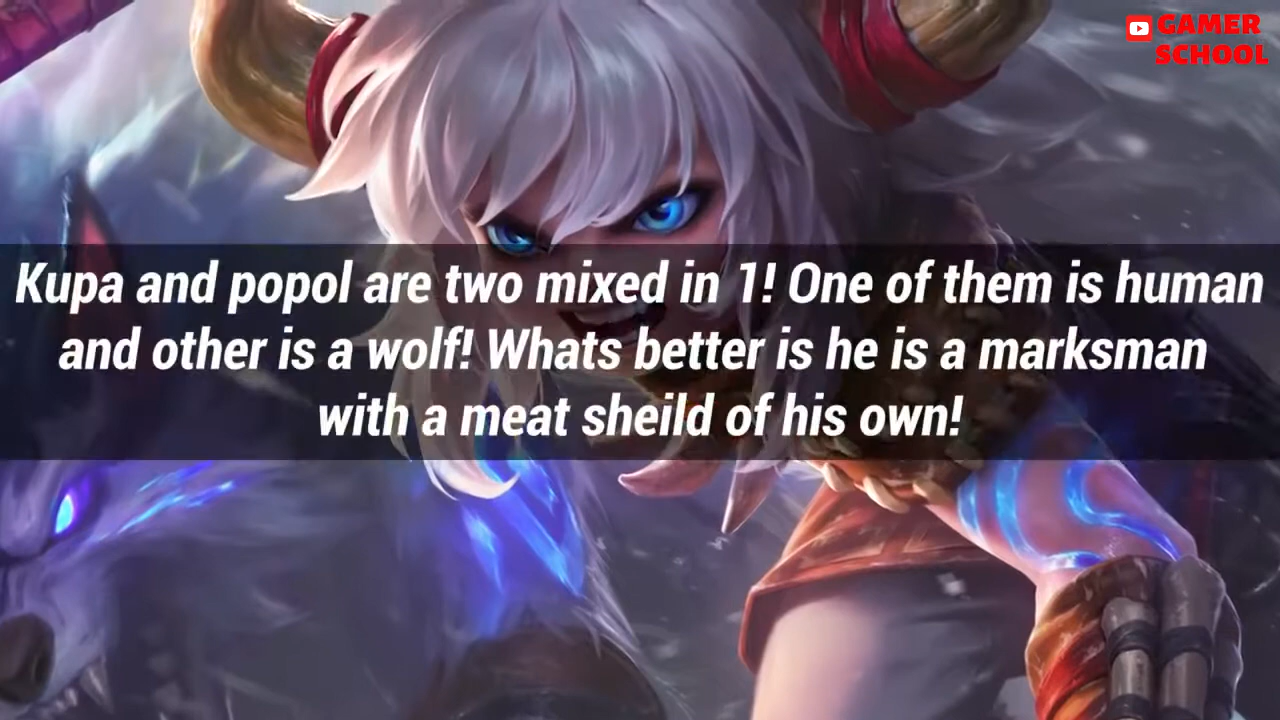 GAMER
SCHOOL
Kupa and popol are two mixed in 1! One of them is human
and other is a wolf! Whats better is he is a marksman
with a meat sheild of his own!